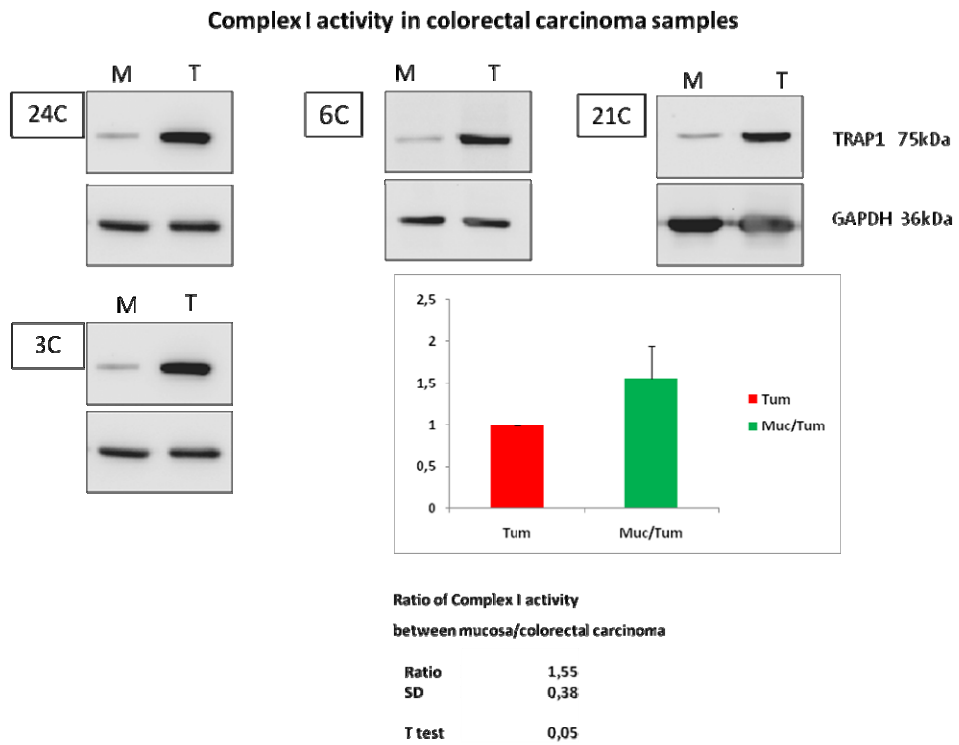 Complex I activity in colorectal carcinoma samples
M T
24C
M T
6C
M T
21C
TRAP1 75kDa
GAPDH 36kDa
M T
3C
2,5
2
1,5
1
0,5
0
Tum Muc/Tum
Tum
Muc/Tum
Ratio of Complex I activity
between mucosa/colorectal carcinoma
Ratio 1,55
SD 0,38
T test 0,05